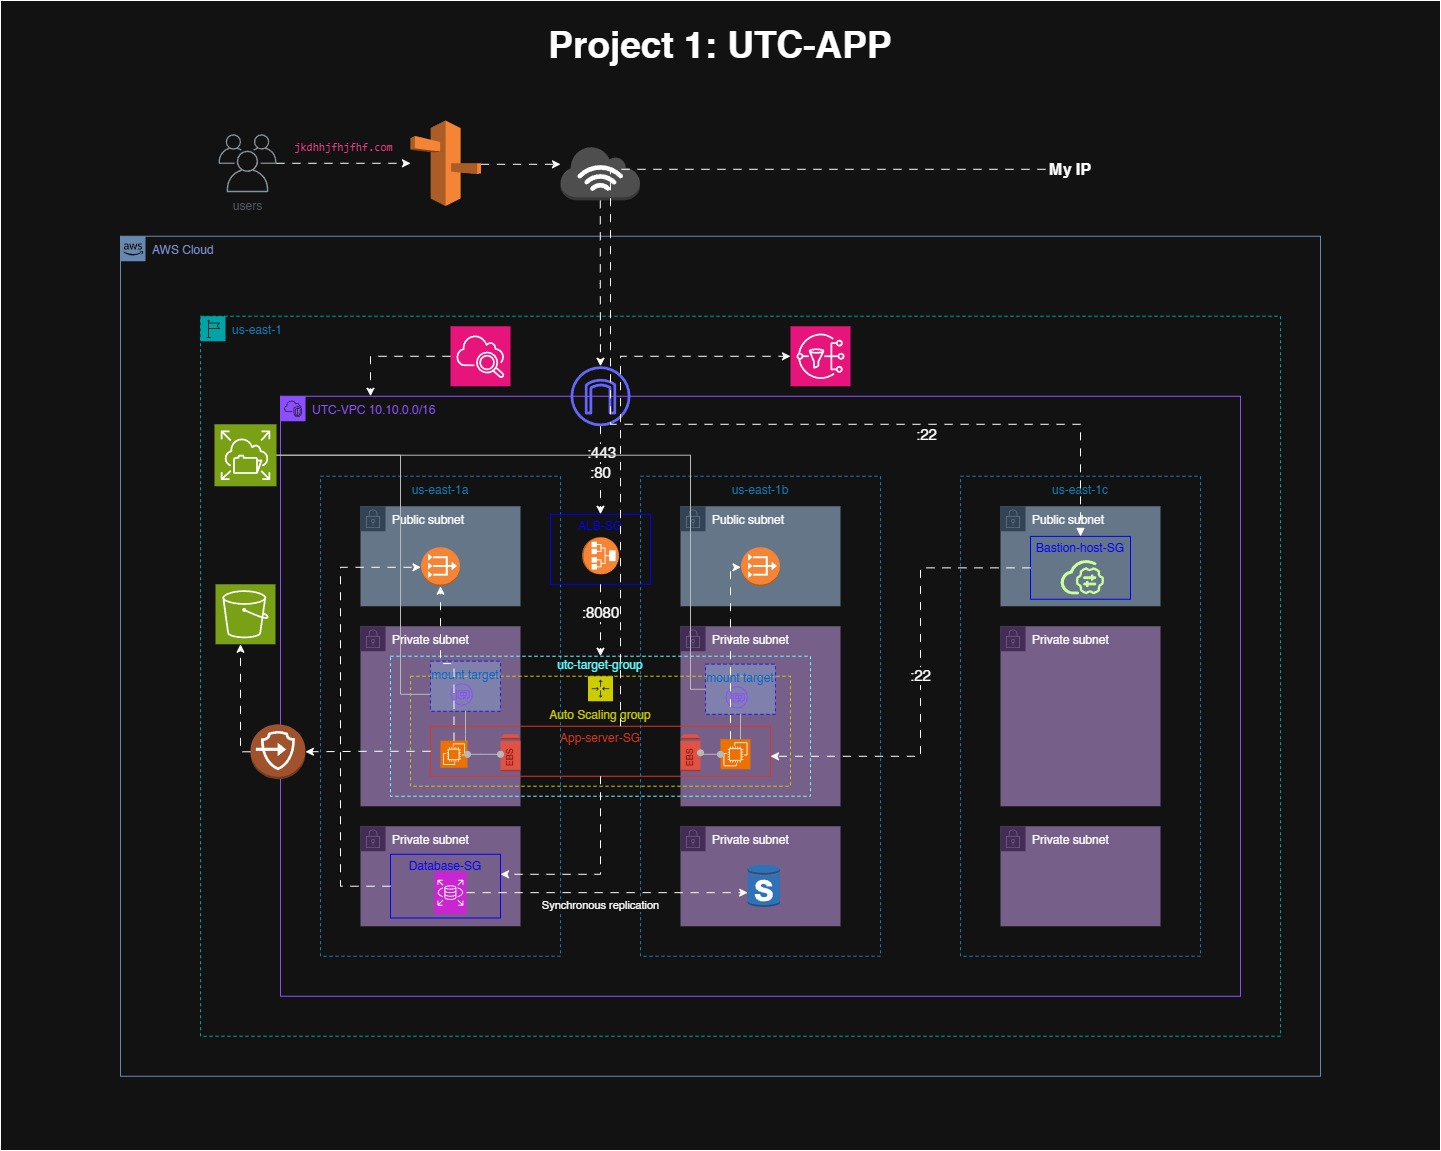 Project 1: UTC-APP
jkdhhjfhjfhf.com
users
My IP
aws
AWS Cloud
us-east-1
UTC-VPC 10.10.0.0/16
:443
:80
:22
us-east-1a
us-east-1b
us-east-1c
Public subnet
ALB-SG
Public subnet
Public subnet
Bastion-host-SG
:8080
Private subnet
Private subnet
Private subnet
utc-target-group
mount target
mount target
:22
Auto Scaling group
App-server-SG
EBS
EBS
Private subnet
Private subnet
Private subnet
Database-SG
S
Synchronous replication